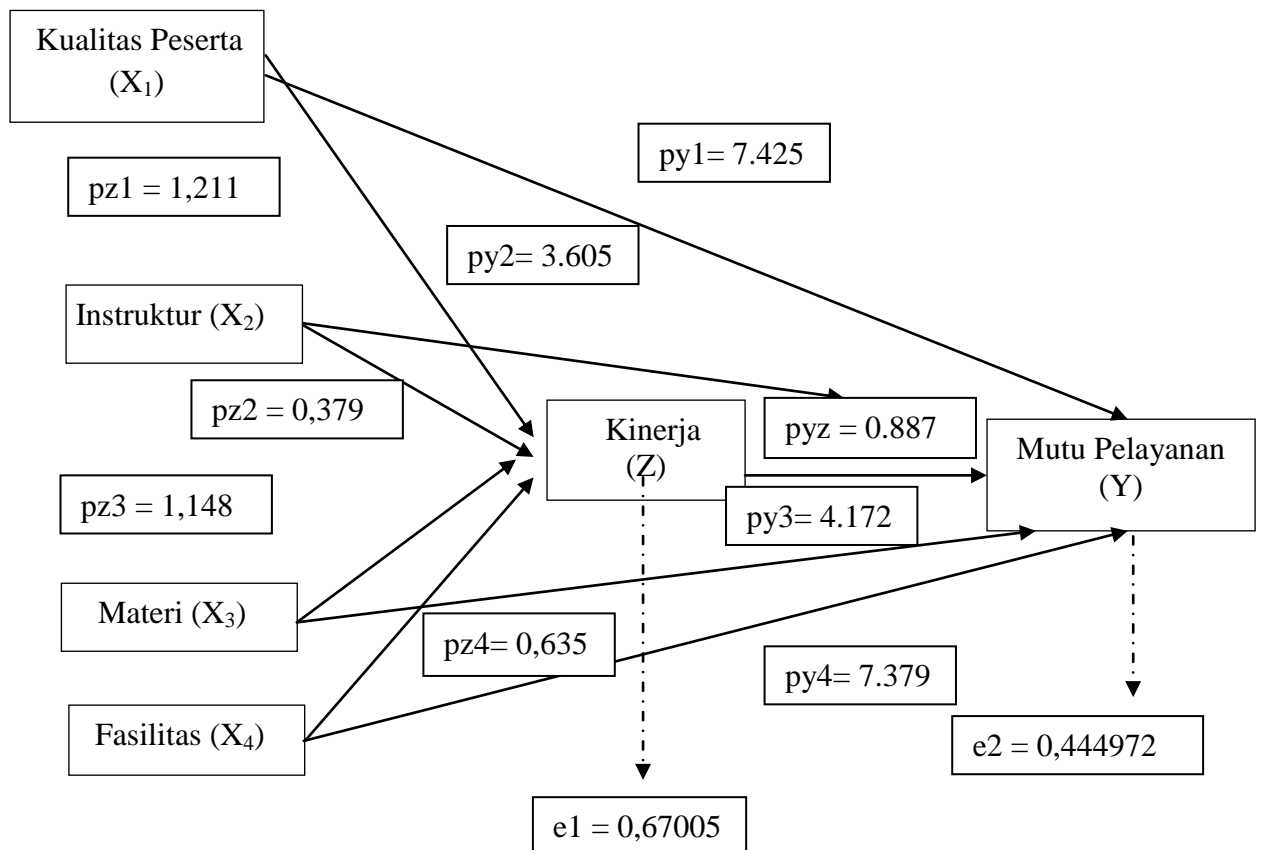 Kualitas Peserta
(X₁)
py1= 7.425
pz1 = 1,211
py2= 3.605
Instruktur (X₂)
pz2 = 0,379
Kinerja
(Z)
pyz = 0.887
Mutu Pelayanan
(Y)
pz3 = 1,148
py3= 4.172
Materi (X₃)
pz4= 0,635
py4= 7.379
Fasilitas (X₄)
e2 = 0,444972
e1 = 0,67005